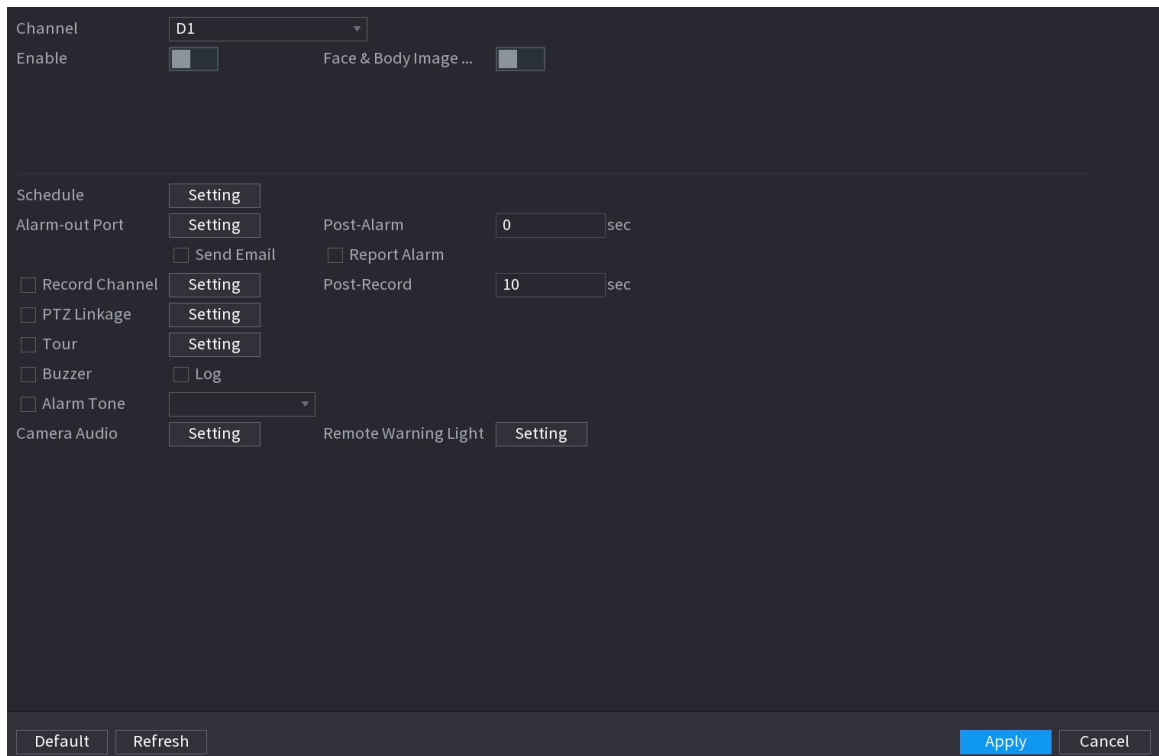 Channel D1
Enable Face & Body Image ...
Schedule Setting
Alarm-out Port Setting Post-Alarm 0 sec
Send Email Report Alarm
Record Channel Setting Post-Record 10 sec
PTZ Linkage Setting
Tour Setting
Buzzer Log
Alarm Tone
Camera Audio Setting Remote Warning Light Setting
Default Refresh Apply Cancel